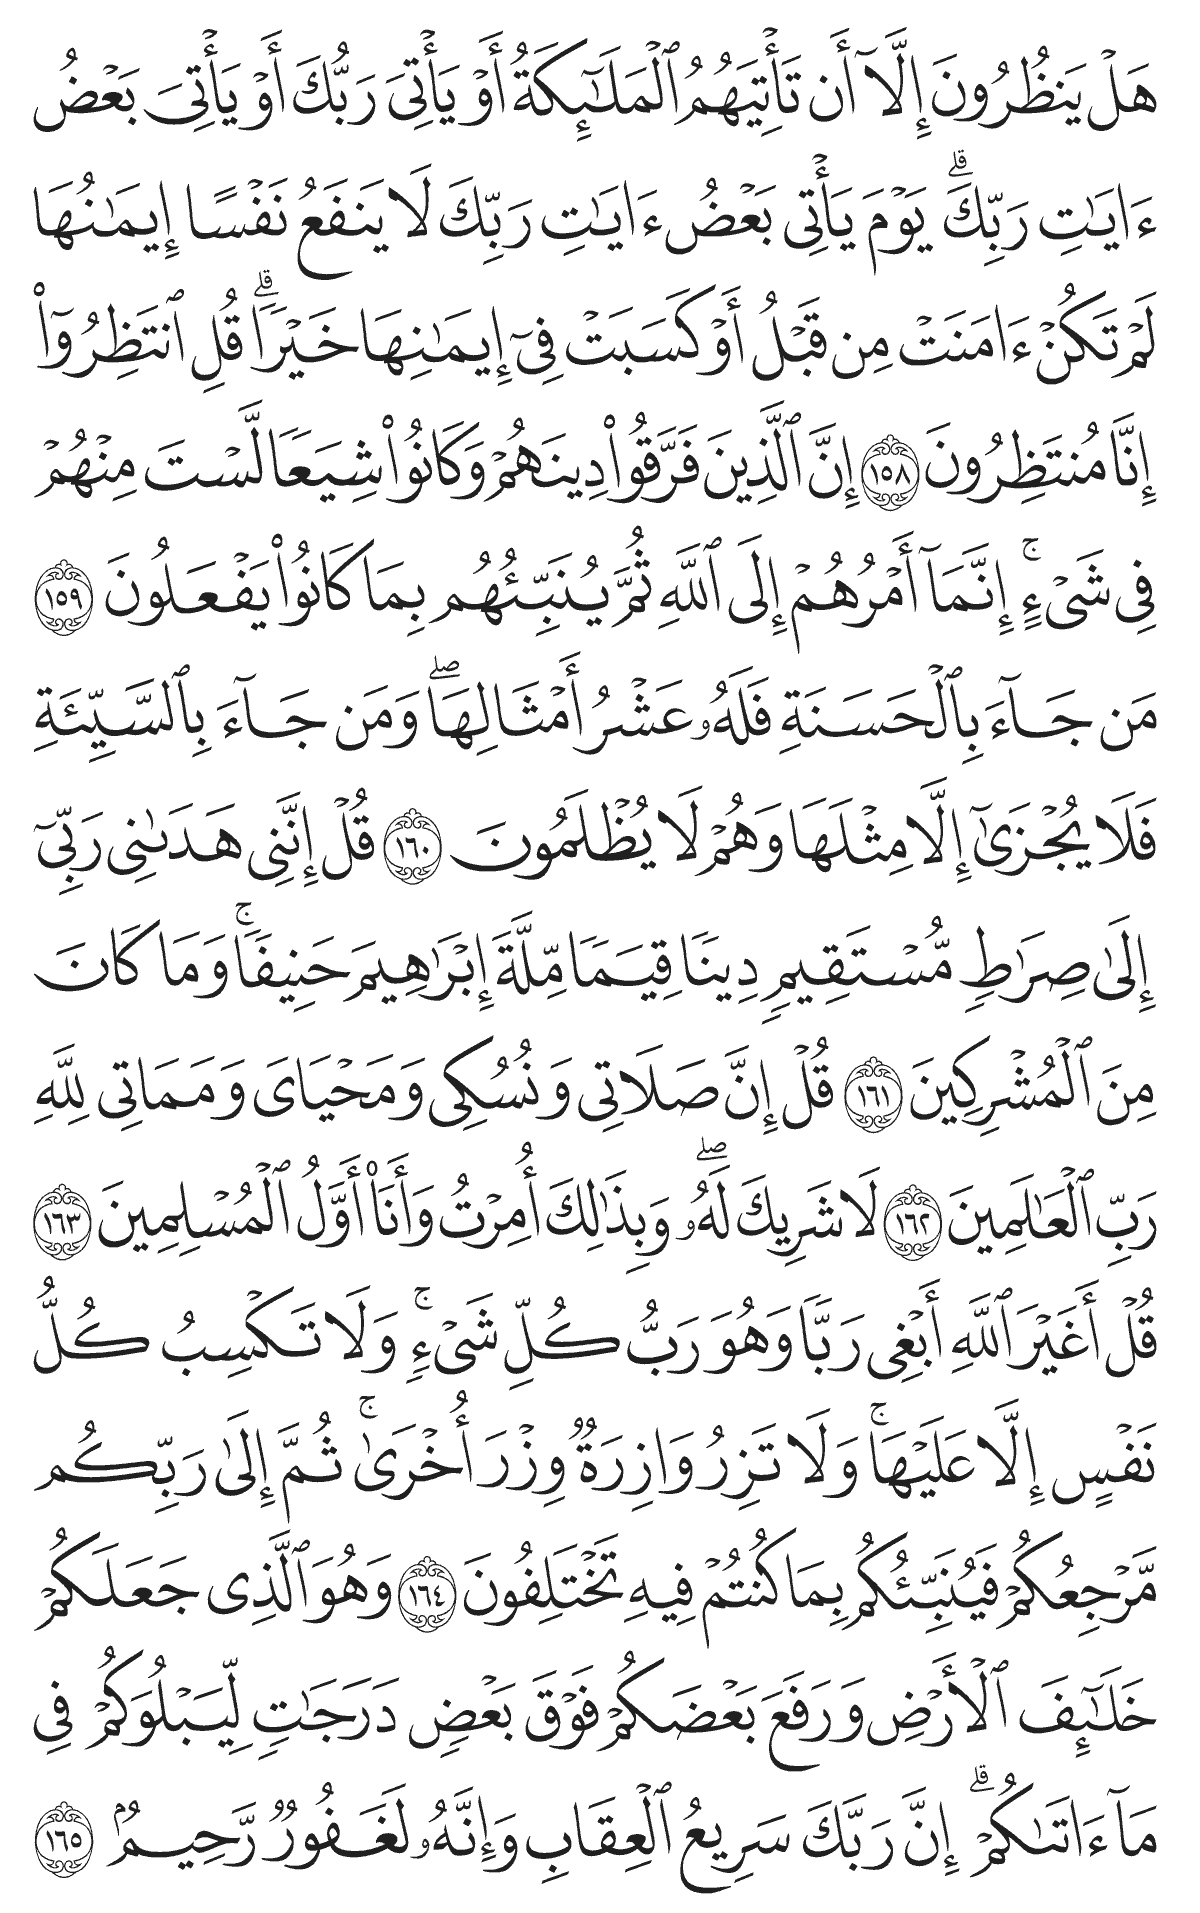 هَلۡ يَنظُرُونَ إِلَّآ أَن تَأۡتِيَهُمُ ٱلۡمَلَـٰٓئِكَةُ أَوۡ يَأۡتِيَ رَبُّكَ أَوۡ يَأۡتِيَ بَعۡضُ
ءَايَـٰتِ رَبِّكَۗ يَوۡمَ يَأۡتِي بَعۡضُ ءَايَـٰتِ رَبِّكَ لَا يَنفَعُ نَفۡسًا إِيمَـٰنُهَا
لَمۡ تَكُنۡ ءَامَنَتۡ مِن قَبۡلُ أَوۡ كَسَبَتۡ فِيٓ إِيمَـٰنِهَا خَيۡرٗاۗ قُلِ ٱنتَظِرُوٓاْ
إِنَّا مُنتَظِرُونَ ١٥٨ إِنَّ ٱلَّذِينَ فَرَّقُواْ دِينَهُمۡ وَكَانُواْ شِيَعٗا لَّسۡتَ مِنۡهُمۡ
فِي شَيۡءٍۚ إِنَّمَآ أَمۡرُهُمۡ إِلَى ٱللَّهِ ثُمَّ يُنَبِّئُهُم بِمَا كَانُواْ يَفۡعَلُونَ ١٥٩
مَن جَآءَ بِٱلۡحَسَنَةِ فَلَهُۥ عَشۡرُ أَمۡثَالِهَاۖ وَمَن جَآءَ بِٱلسَّيِّئَةِ
فَلَا يُجۡزَىٰٓ إِلَّا مِثۡلَهَا وَهُمۡ لَا يُظۡلَمُونَ ١٦٠ قُلۡ إِنَّنِي هَدَىٰنِي رَبِّيٓ
إِلَىٰ صِرَٰطٖ مُّسۡتَقِيمٖ دِينٗا قِيَمٗا مِّلَّةَ إِبۡرَٰهِيمَ حَنِيفٗاۚ وَمَا كَانَ
مِنَ ٱلۡمُشۡرِكِينَ ١٦١ قُلۡ إِنَّ صَلَاتِي وَنُسُكِي وَمَحۡيَايَ وَمَمَاتِي لِلَّهِ
رَبِّ ٱلۡعَـٰلَمِينَ ١٦٢ لَا شَرِيكَ لَهُۥۖ وَبِذَٰلِكَ أُمِرۡتُ وَأَنَا۠ أَوَّلُ ٱلۡمُسۡلِمِينَ ١٦٣
قُلۡ أَغَيۡرَ ٱللَّهِ أَبۡغِي رَبّٗا وَهُوَ رَبُّ كُلِّ شَيۡءٖۚ وَلَا تَكۡسِبُ كُلُّ
نَفۡسٍ إِلَّا عَلَيۡهَاۚ وَلَا تَزِرُ وَازِرَةٞ وِزۡرَ أُخۡرَىٰۚ ثُمَّ إِلَىٰ رَبِّكُم
مَّرۡجِعُكُمۡ فَيُنَبِّئُكُم بِمَا كُنتُمۡ فِيهِ تَخۡتَلِفُونَ ١٦٤ وَهُوَ ٱلَّذِي جَعَلَكُمۡ
خَلَـٰٓئِفَ ٱلۡأَرۡضِ وَرَفَعَ بَعۡضَكُمۡ فَوۡقَ بَعۡضٖ دَرَجَـٰتٖ لِّيَبۡلُوَكُمۡ فِي
مَآ ءَاتَىٰكُمۡۗ إِنَّ رَبَّكَ سَرِيعُ ٱلۡعِقَابِ وَإِنَّهُۥ لَغَفُورٞ رَّحِيمُۢ ١٦٥